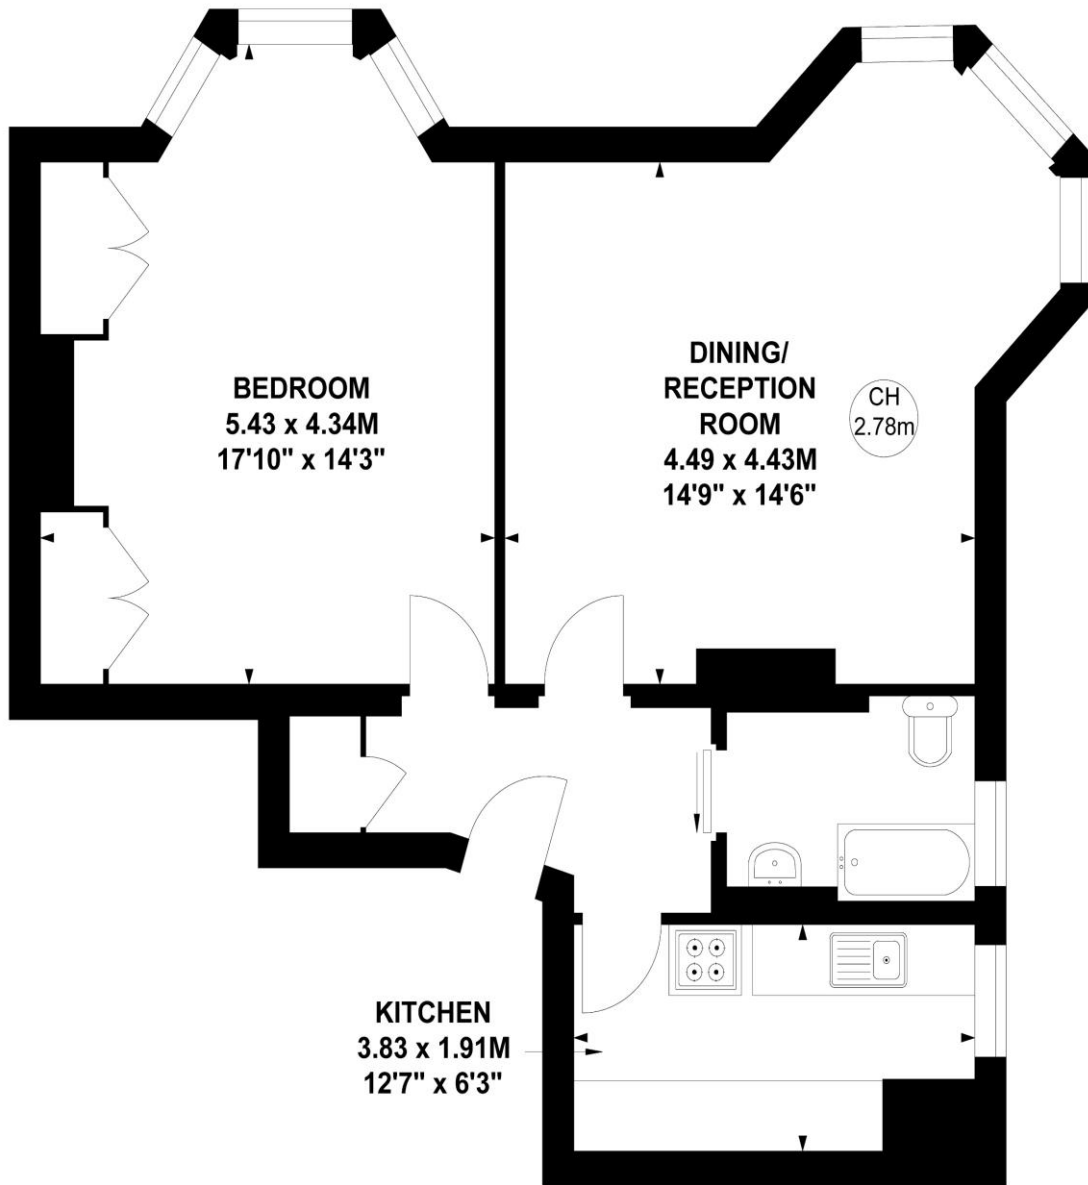 BEDROOM
5.43 x 4.34M
17'10" x 14'3"
DINING/
RECEPTION
ROOM
4.49 x 4.43M
14'9" x 14'6"
CH
2.78m
KITCHEN
3.83 x 1.91M
12'7" x 6'3"